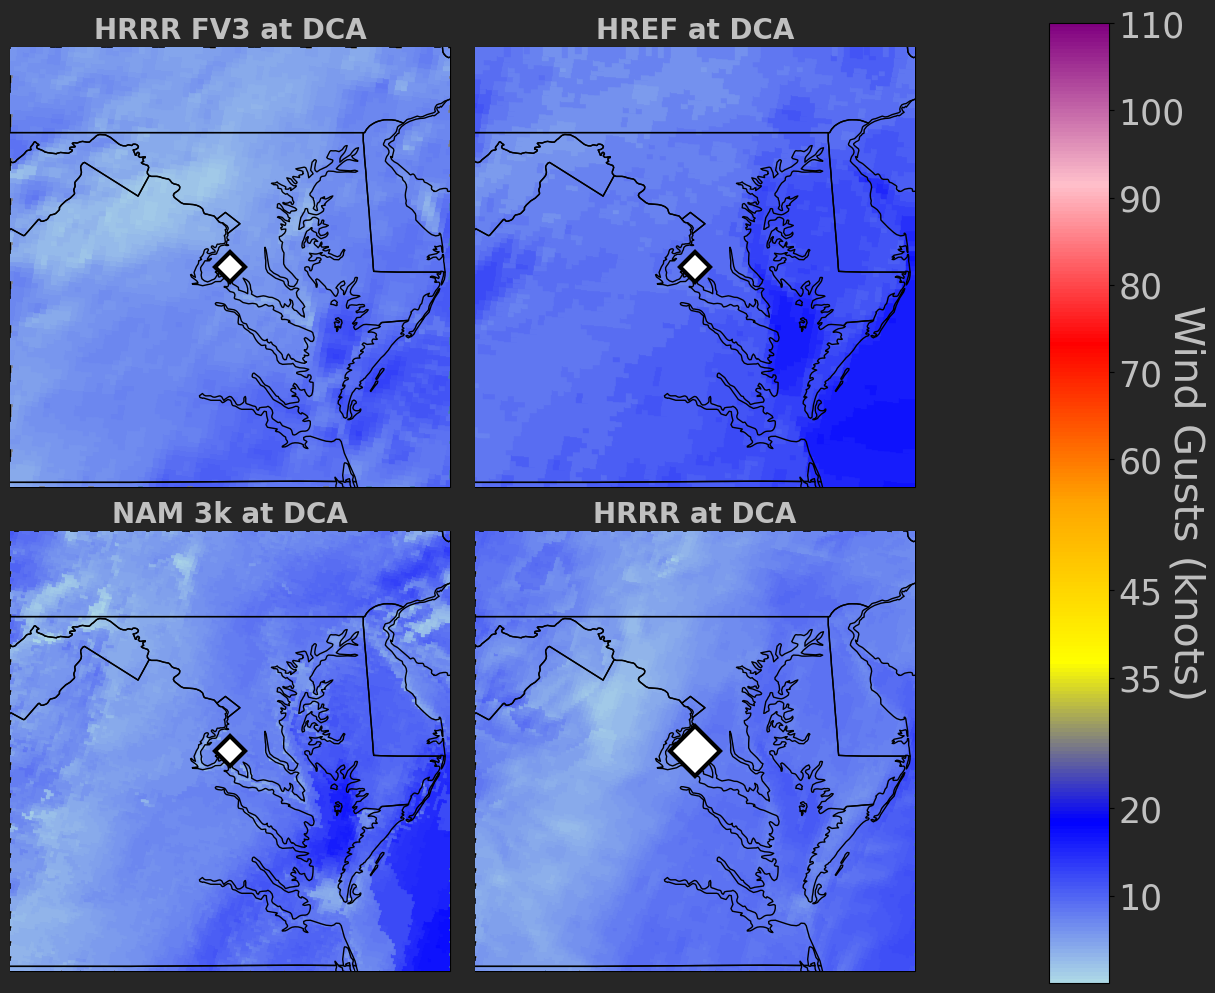 HRRR FV3 at DCA
HREF at DCA
NAM 3k at DCA
HRRR at DCA
110
100
90
80
70
60
45
35
20
10
Wind Gusts (knots)